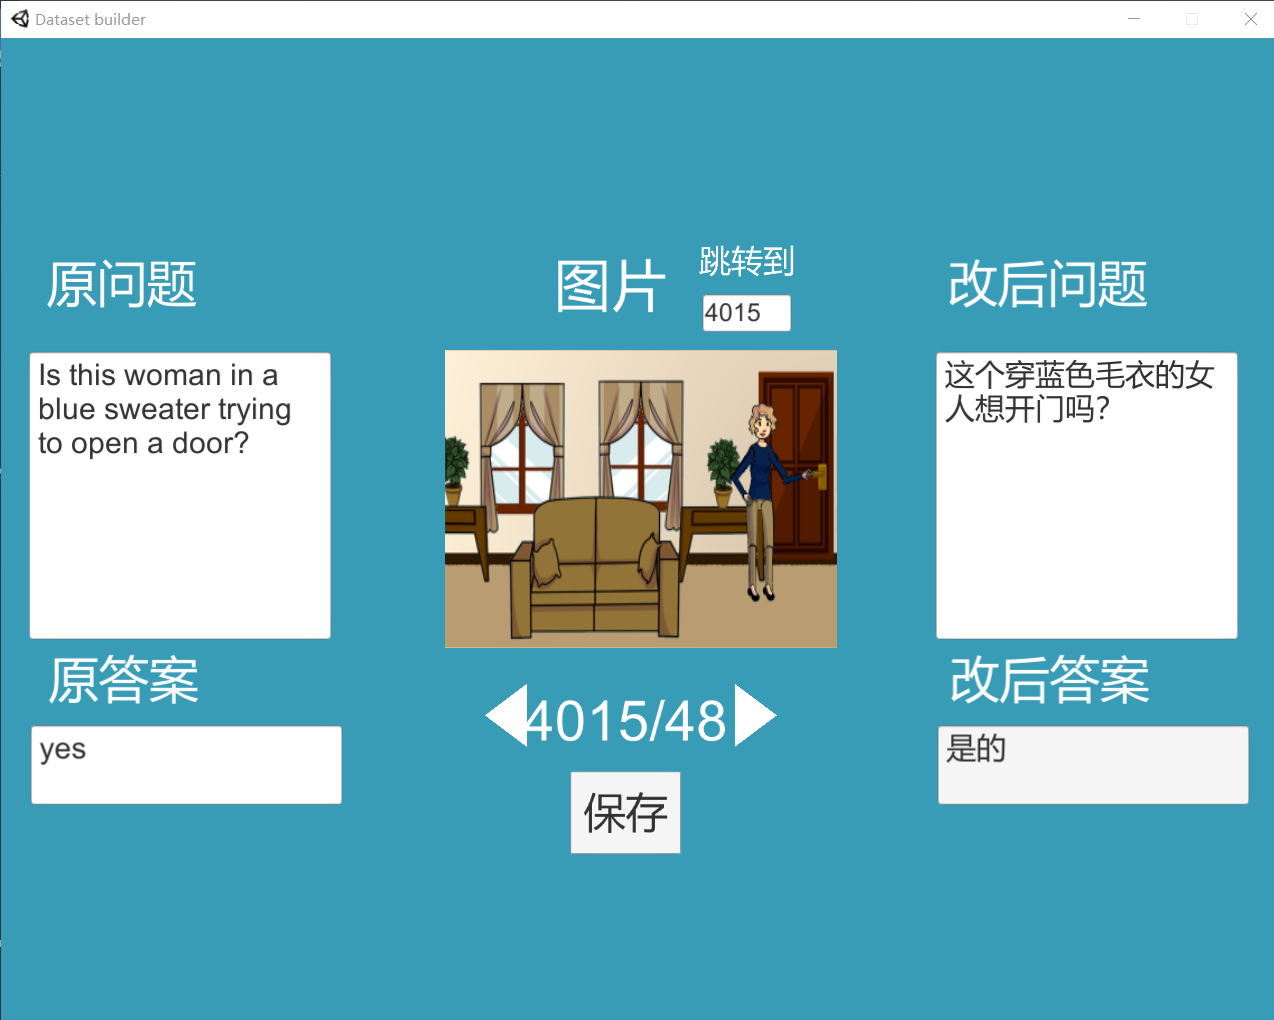 Dataset builder
原问题
图片
跳转到
改后问题
4015
Is this woman in a
blue sweater trying
to open a door?
这个穿蓝色毛衣的女
人想开门吗?
原答案
改后答案
yes
4015/48
是的
保存